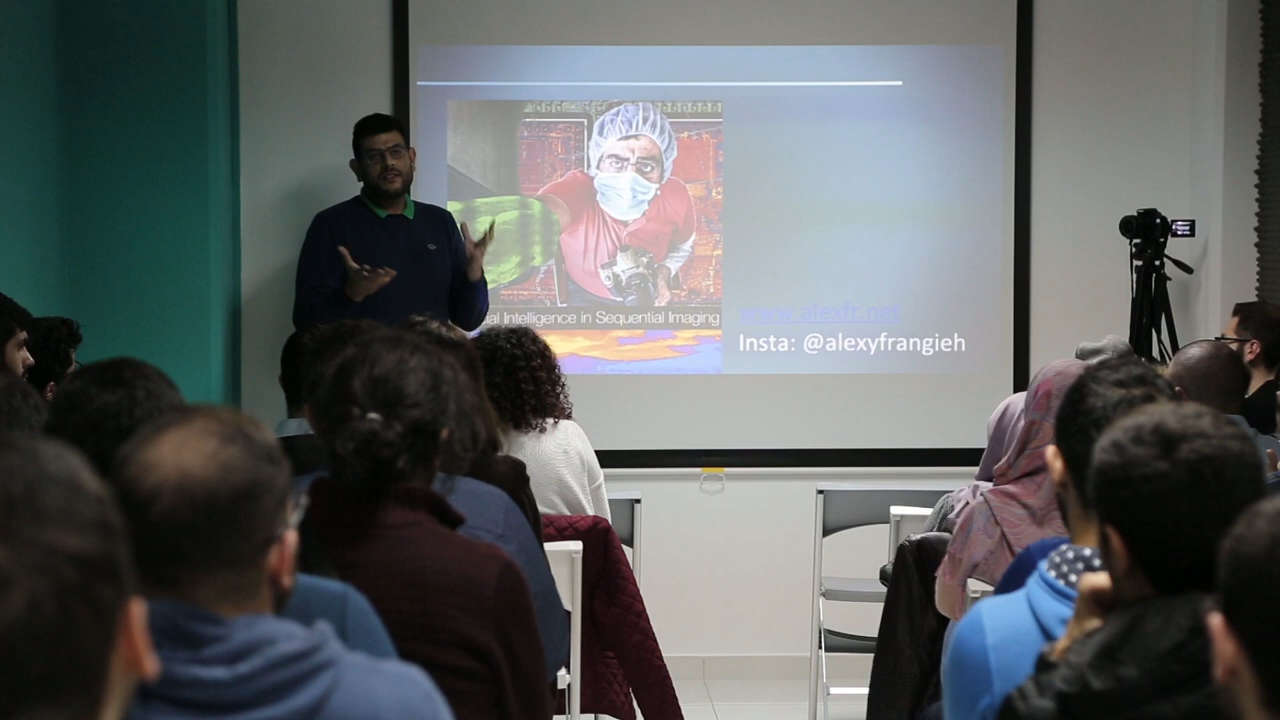 al Intelligence in Sequential Imaging
www.alexfr.net
Insta: @alexyfrangieh